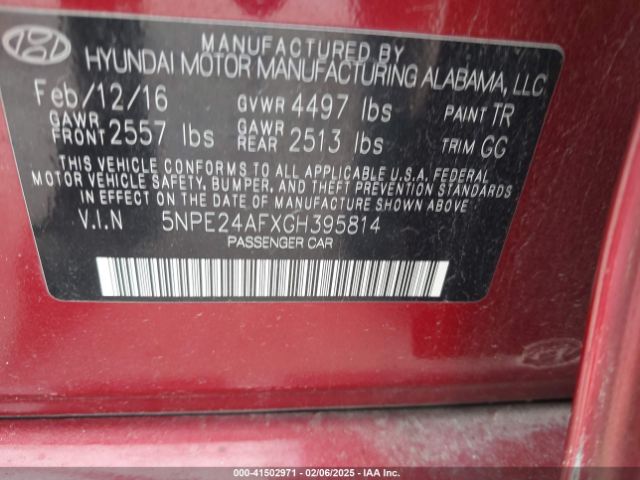 MANUFACTURED BY
HYUNDAI MOTOR MANUFACTURING ALABAMA, LLC
Feb/12/16 GVWR 4497 lbs PAINT TR
GAWR FRONT 2557 lbs GAWR REAR 2513 lbs TRIM GG
THIS VEHICLE CONFORMS TO ALL APPLICABLE U.S.A. FEDERAL
MOTOR VEHICLE SAFETY, BUMPER, AND THEFT PREVENTION
STANDARDS IN EFFECT ON THE DATE OF MANUFACTURE SHOWN ABOVE.
V.I.N 5NPE24AFXGH395814
PASSENGER CAR
000-41502971 | 02/06/2025 | IAA Inc.